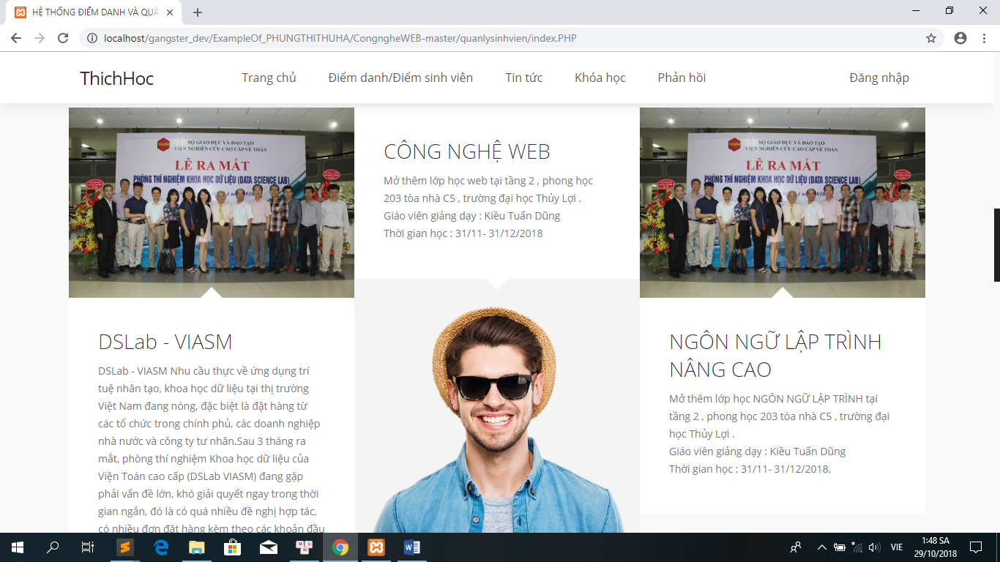 HỆ THỐNG ĐIỂM DANH VÀ QUẢ
localhost/gangster_dev/ExampleOf_PHUNGTHITHUHA/CongngheWEB-master/quanlysinhvien/index.PHP
ThichHoc
Trang chủ
Điểm danh/Điểm sinh viên
Tin tức
Khóa học
Phản hồi
Đăng nhập
VIASM
BỘ GIÁO DỤC VÀ ĐÀO TẠO
VIỆN NGHIÊN CỨU CAO CẤP VỀ TOÁN
LỄ RA MẮT
PHÒNG THÍ NGHIỆM KHOA HỌC DỮ LIỆU (DATA SCIENCE LAB)
2018
DSLab - VIASM
DSLab - VIASM Nhu cầu thực về ứng dụng trí
tuệ nhân tạo, khoa học dữ liệu tại thị trường
Việt Nam đang nóng, đặc biệt là đặt hàng từ
các tổ chức trong chính phủ, các doanh nghiệp
nhà nước và công ty tư nhân.Sau 3 tháng ra
mắt, phòng thí nghiệm Khoa học dữ liệu của
Viện Toán cao cấp (DSLab VIASM) đang gặp
phải vấn đề lớn, khó giải quyết ngay trong thời
gian ngắn, đó là có quá nhiều đề nghị hợp tác,
có nhiều đơn đặt hàng kèm theo các khoản đầu
CÔNG NGHỆ WEB
Mở thêm lớp học web tại tầng 2 , phong học
203 tòa nhà C5 , trường đại học Thủy Lợi .
Giáo viên giảng dạy : Kiều Tuấn Dũng
Thời gian học : 31/11- 31/12/2018
VIASM
BỘ GIÁO DỤC VÀ ĐÀO TẠO
VIỆN NGHIÊN CỨU CAO CẤP VỀ TOÁN
LỄ RA MẮT
PHÒNG THÍ NGHIỆM KHOA HỌC DỮ LIỆU (DATA SCIENCE LAB)
2018
NGÔN NGỮ LẬP TRÌNH
NÂNG CAO
Mở thêm lớp học NGÔN NGỮ LẬP TRÌNH tại
tầng 2 , phong học 203 tòa nhà C5 , trường đại
học Thủy Lợi .
Giáo viên giảng dạy : Kiều Tuấn Dũng
Thời gian học : 31/11- 31/12/2018.
VIE
1:48 SA
29/10/2018